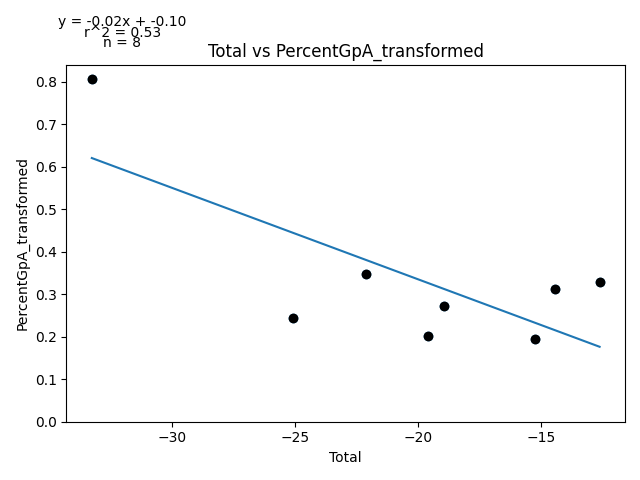 y = -0.02x + -0.10
r^2 = 0.53
n = 8
Total vs PercentGpA_transformed
PercentGpA_transformed
0.8
0.7
0.6
0.5
0.4
0.3
0.2
0.1
0.0
−30 −25 −20 −15
Total